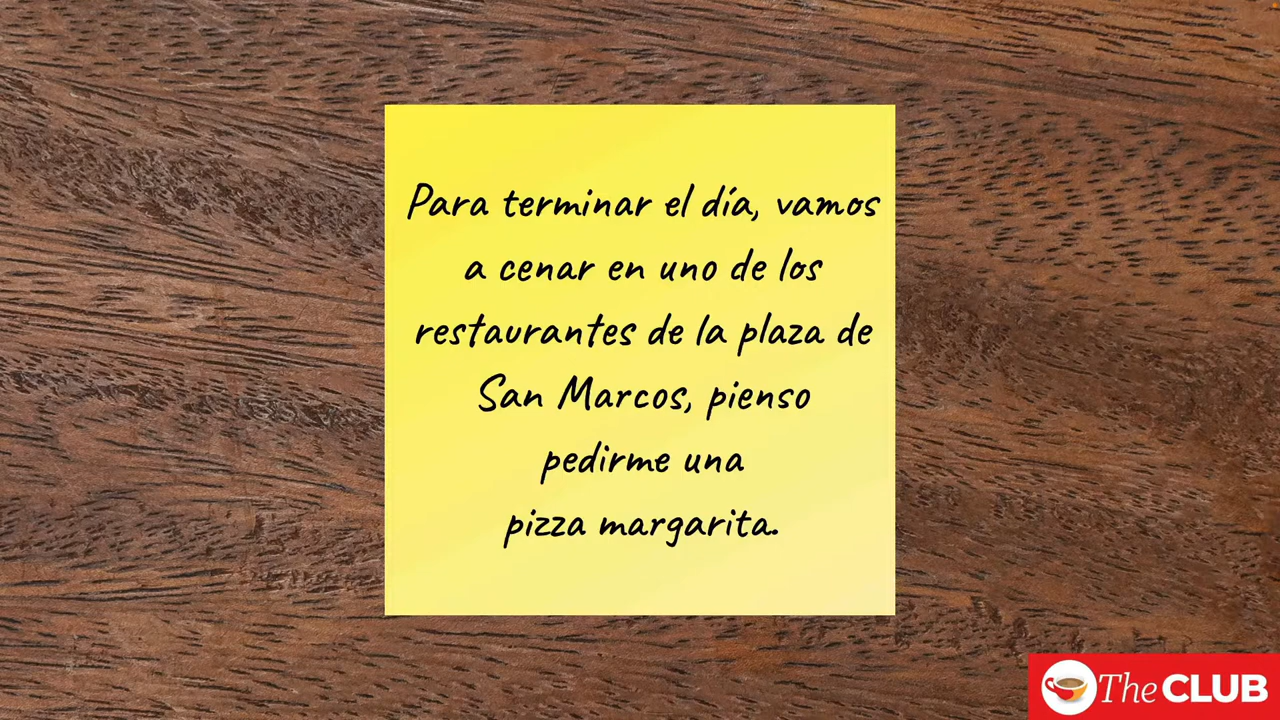 Para terminar el día, vamos
a cenar en uno de los
restaurantes de la plaza de
San Marcos, pienso
pedirme una
pizza margarita.
The CLUB